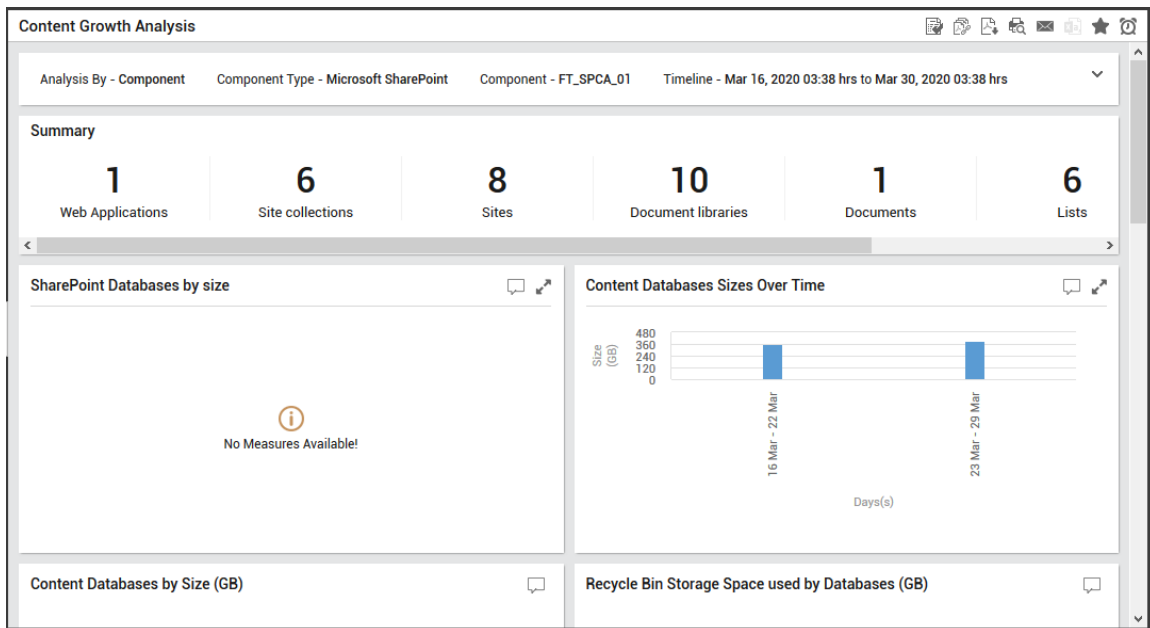 Content Growth Analysis
Analysis By - Component Component Type - Microsoft SharePoint Component - FT_SPCA_01 Timeline - Mar 16, 2020 03:38 hrs to Mar 30, 2020 03:38 hrs
Summary
1 6 8 10 1 6
Web Applications Site collections Sites Document libraries Documents Lists
SharePoint Databases by size
No Measures Available!
Content Databases Sizes Over Time
Size
(GB)
480
360
240
120
0
16 Mar - 22 Mar
23 Mar - 29 Mar
Days(s)
Content Databases by Size (GB)
Recycle Bin Storage Space used by Databases (GB)